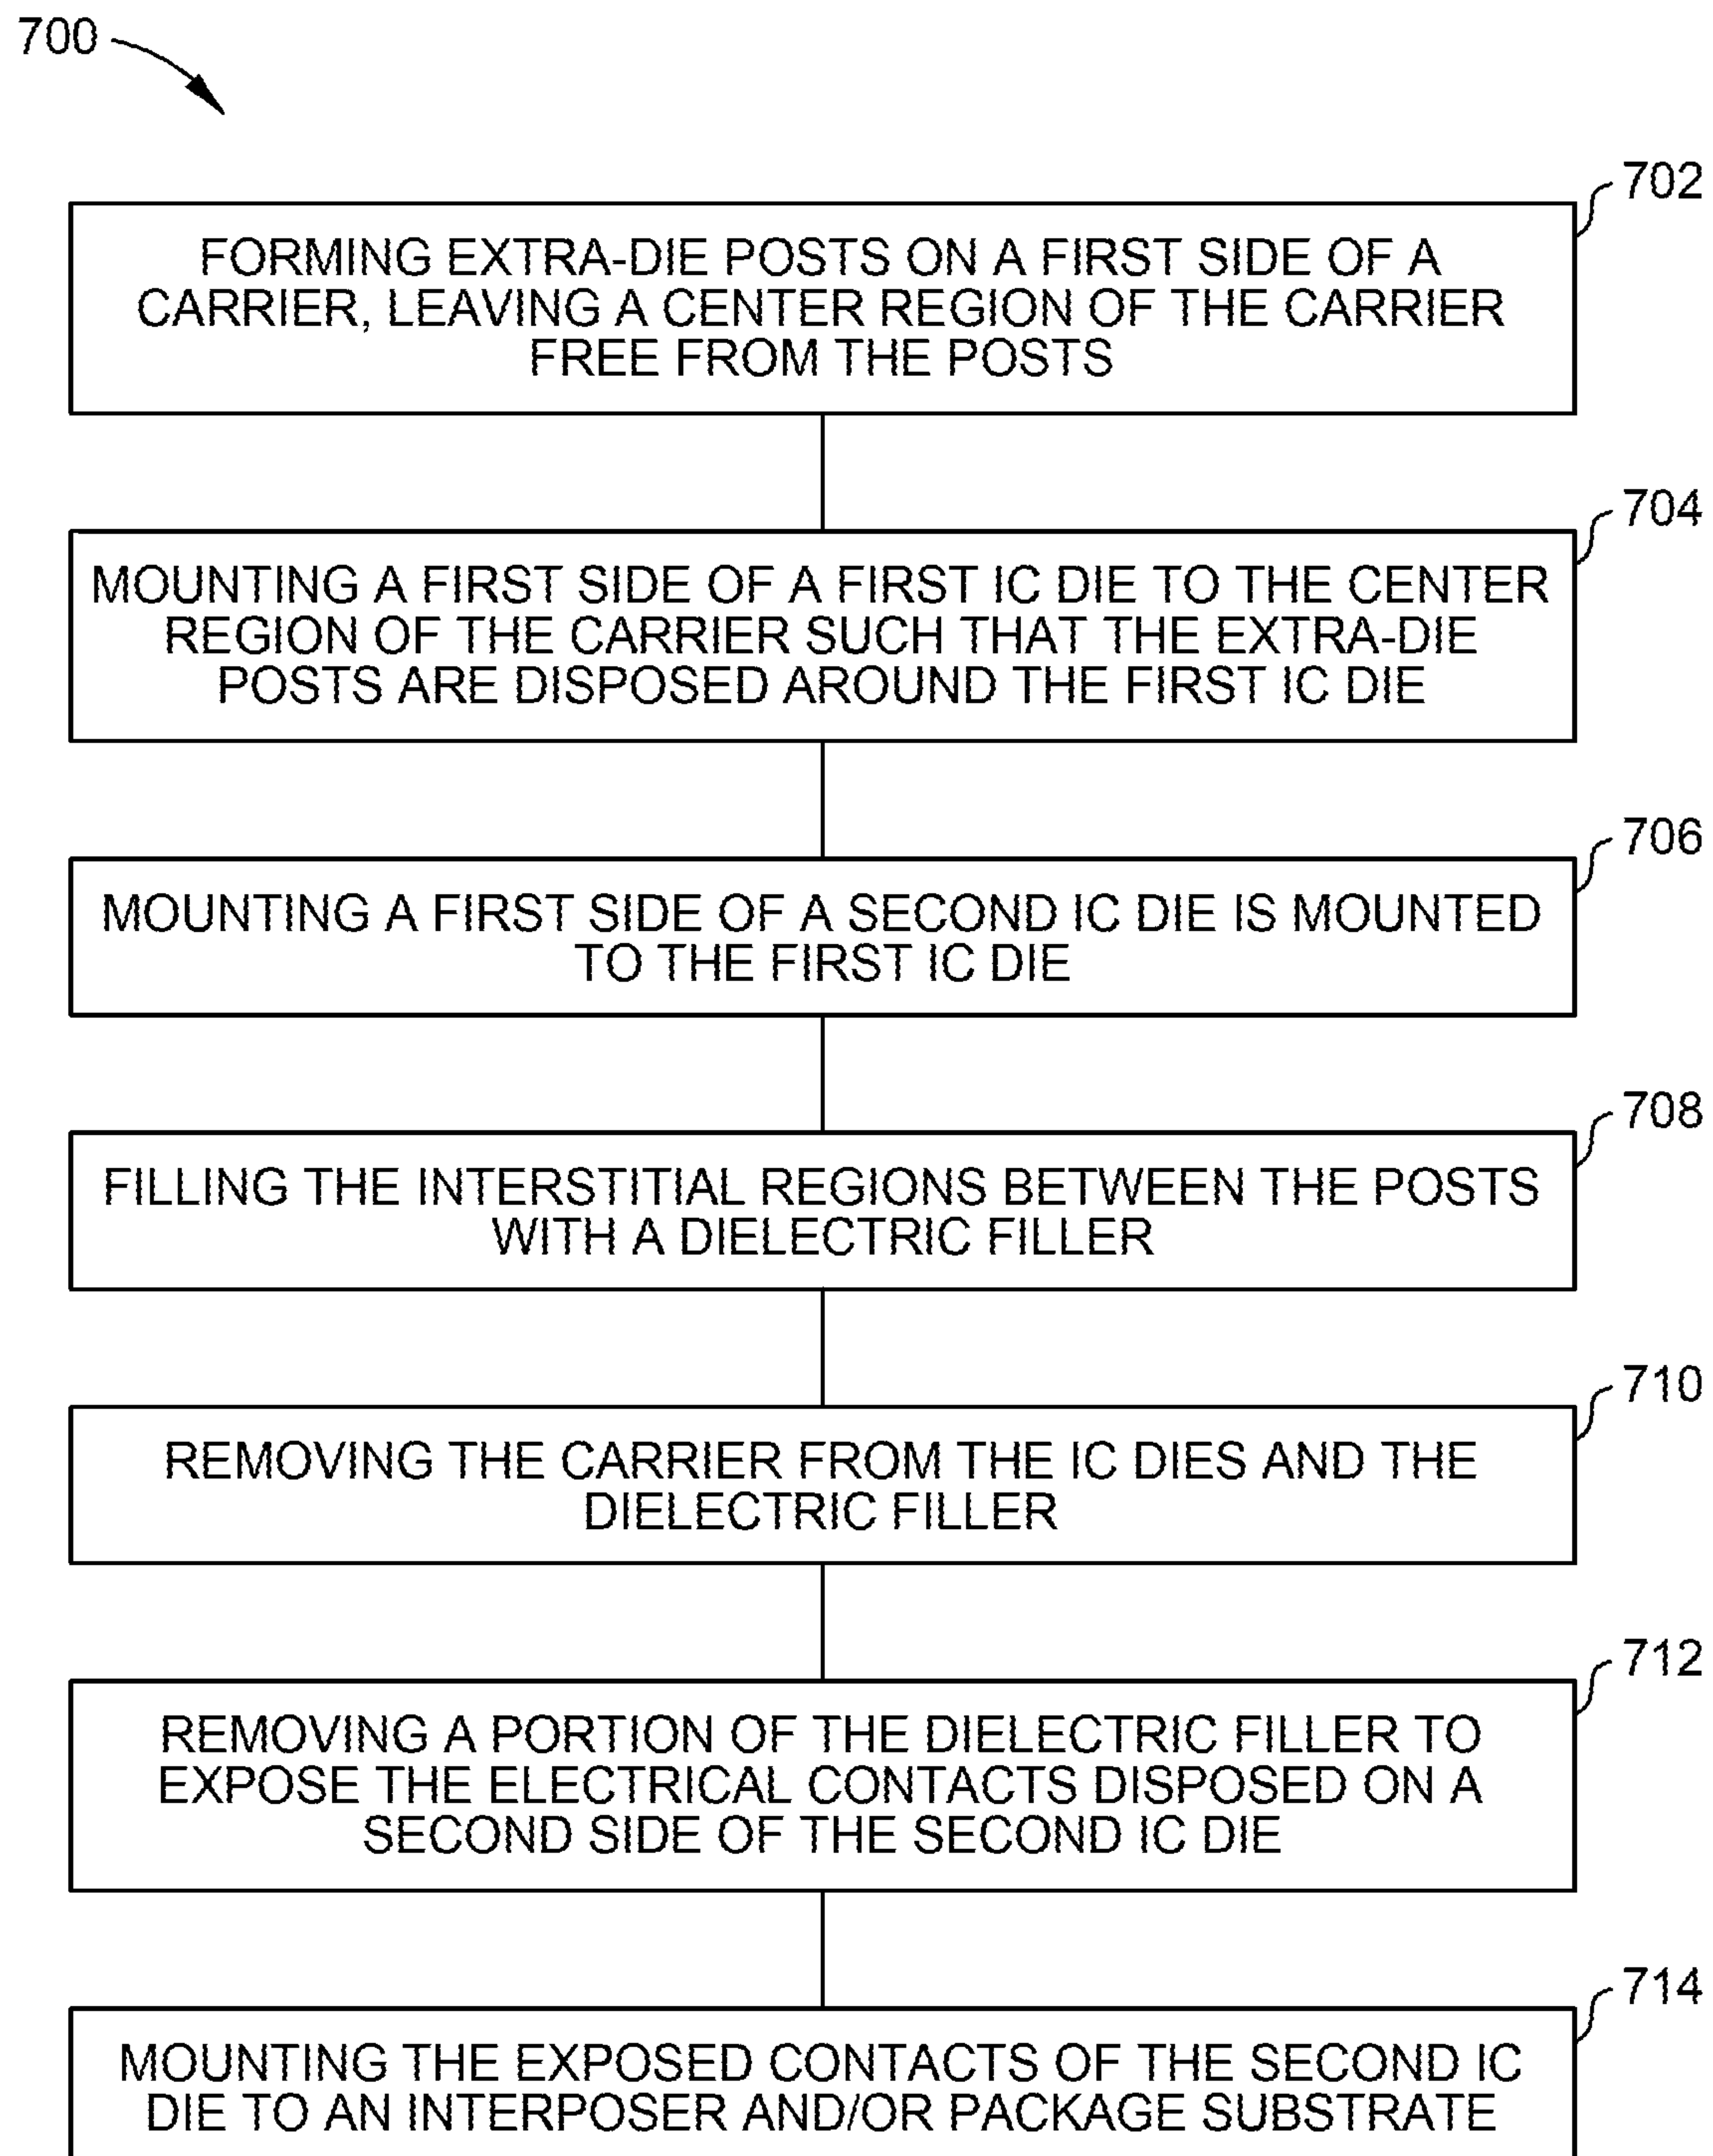 700
702
FORMING EXTRA-DIE POSTS ON A FIRST SIDE OF A
CARRIER, LEAVING A CENTER REGION OF THE CARRIER
FREE FROM THE POSTS
704
MOUNTING A FIRST SIDE OF A FIRST IC DIE TO THE CENTER
REGION OF THE CARRIER SUCH THAT THE EXTRA-DIE
POSTS ARE DISPOSED AROUND THE FIRST IC DIE
706
MOUNTING A FIRST SIDE OF A SECOND IC DIE IS MOUNTED
TO THE FIRST IC DIE
708
FILLING THE INTERSTITIAL REGIONS BETWEEN THE POSTS
WITH A DIELECTRIC FILLER
710
REMOVING THE CARRIER FROM THE IC DIES AND THE
DIELECTRIC FILLER
712
REMOVING A PORTION OF THE DIELECTRIC FILLER TO
EXPOSE THE ELECTRICAL CONTACTS DISPOSED ON A
SECOND SIDE OF THE SECOND IC DIE
714
MOUNTING THE EXPOSED CONTACTS OF THE SECOND IC
DIE TO AN INTERPOSER AND/OR PACKAGE SUBSTRATE